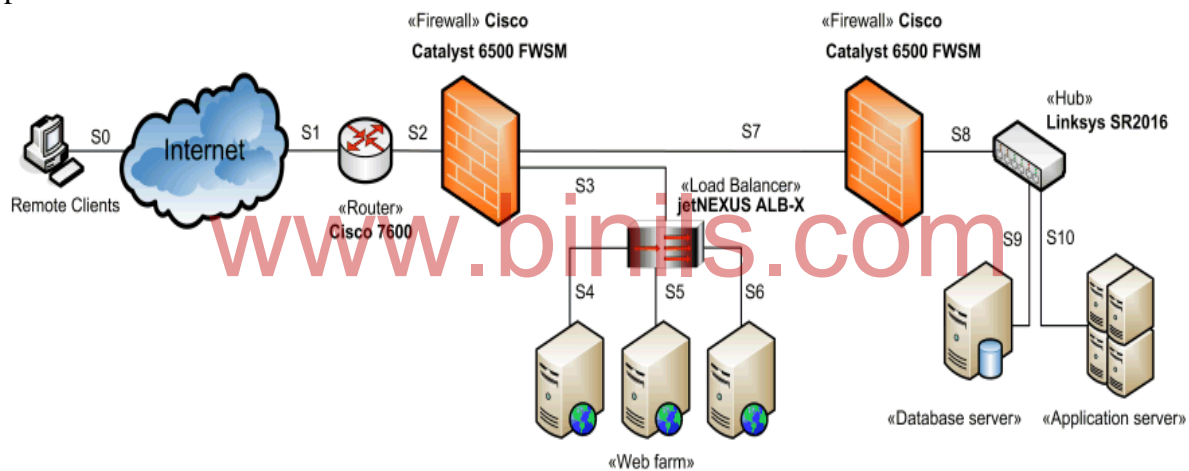 «Firewall» Cisco
Catalyst 6500 FWSM
«Firewall» Cisco
Catalyst 6500 FWSM
«Hub»
Linksys SR2016
S0
Internet
S1
S2
S7
S8
Remote Clients
«Router»
Cisco 7600
S3
«Load Balancer»
jetNEXUS ALB-X
www.binils.com
S4
S5
S6
S9
S10
«Database server»
«Application server»
«Web farm»